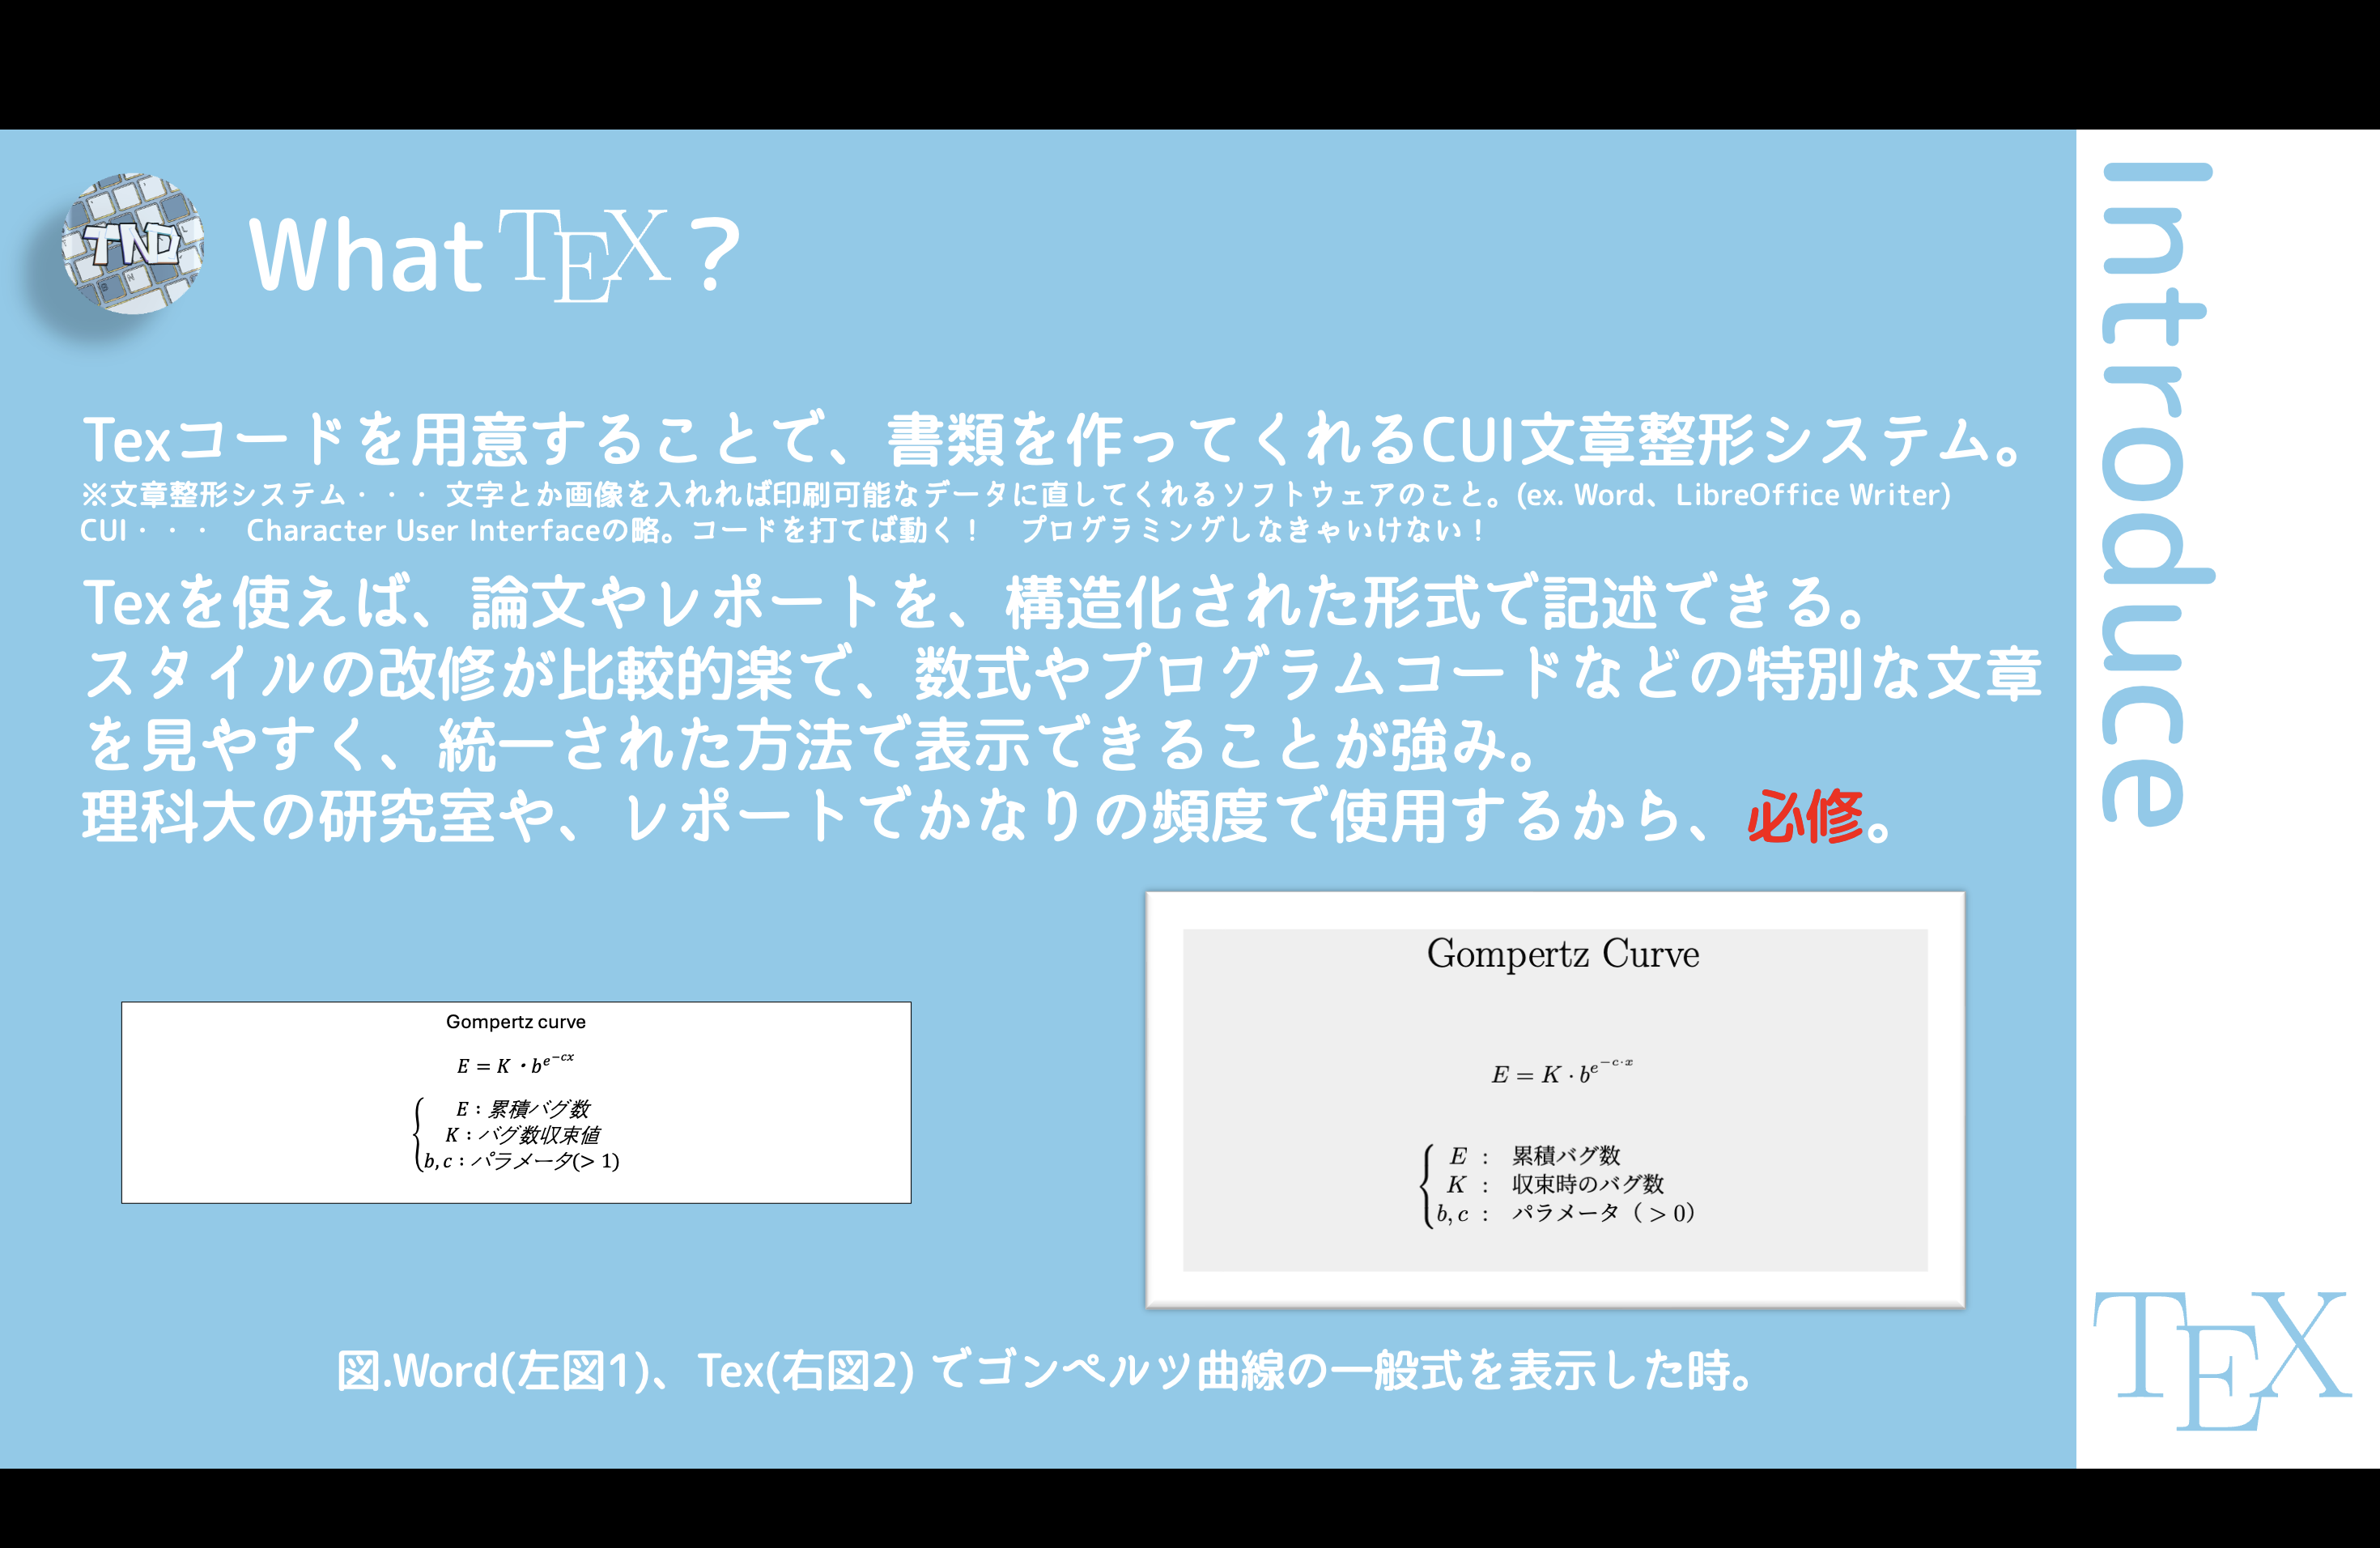 TND
What TEX ?
Introduce
Texコードを用意することで、書類を作ってくれるCUI文章整形システム。
※文章整形システム・・・ 文字とか画像を入れれば印刷可能なデータに直してくれるソフトウェアのこと。(ex. Word、LibreOffice Writer)
CUI・・・　Character User Interfaceの略。コードを打てば動く！　プログラミングしなきゃいけない！
Texを使えば、論文やレポートを、構造化された形式で記述できる。
スタイルの改修が比較的楽で、数式やプログラムコードなどの特別な文章
を見やすく、統一された方法で表示できることが強み。
理科大の研究室や、レポートでかなりの頻度で使用するから、必修。
Gompertz curve
E = K・b^{e^{-cx}}
E：累積バグ数
K：バグ数収束値
b, c：パラメータ(> 1)
Gompertz Curve
E = K · b^{e^{-c·x}}
E : 累積バグ数
K : 収束時のバグ数
b, c : パラメータ（ > 0）
図.Word(左図1)、Tex(右図2) でゴンペルツ曲線の一般式を表示した時。
TEX